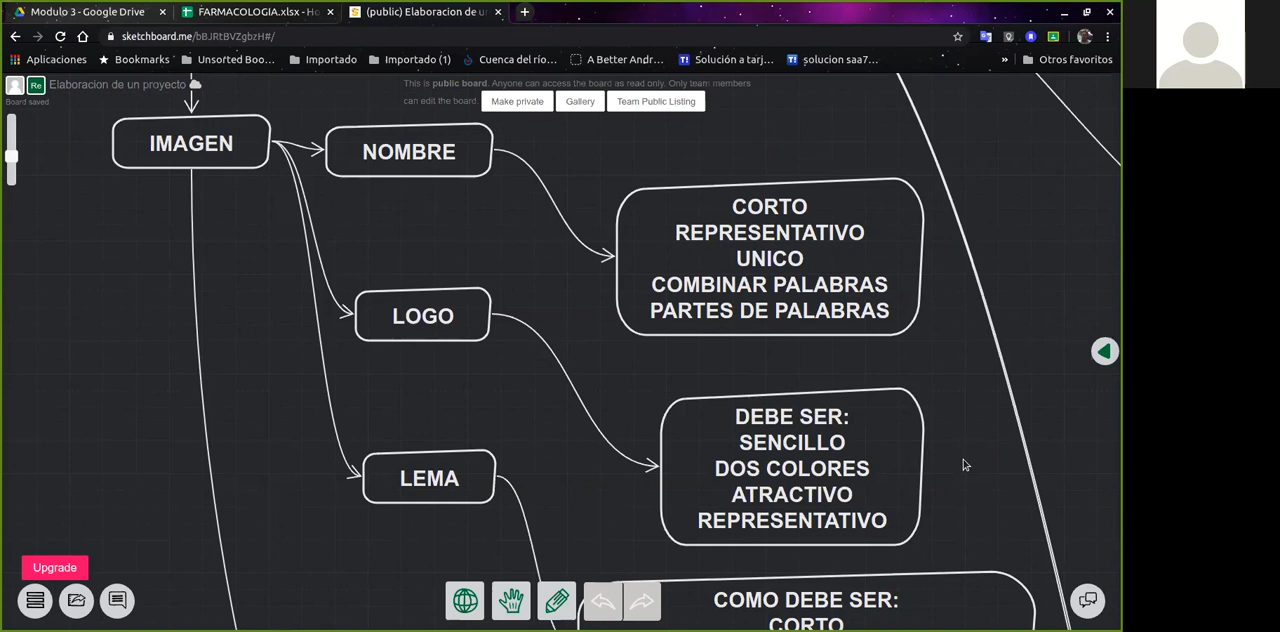 Modulo 3 - Google Drive
FARMACOLOGIA.xlsx - Ho
(public) Elaboracion de ur
sketchboard.me/bBJRtBVZgbzH#/
Aplicaciones
Bookmarks
Unsorted Boo...
Importado
Importado (1)
Cuenca del río...
A Better Andr...
Solución a tarj...
solucion saa7...
»
Otros favoritos
Re
Elaboración de un proyecto
Board saved
This is public board. Anyone can access the board as read only. Only team members
can edit the board.
Make private
Gallery
Team Public Listing
IMAGEN
NOMBRE
CORTO
REPRESENTATIVO
UNICO
COMBINAR PALABRAS
PARTES DE PALABRAS
LOGO
DEBE SER:
SENCILLO
DOS COLORES
ATRACTIVO
REPRESENTATIVO
LEMA
COMO DEBE SER:
CORTO
Upgrade